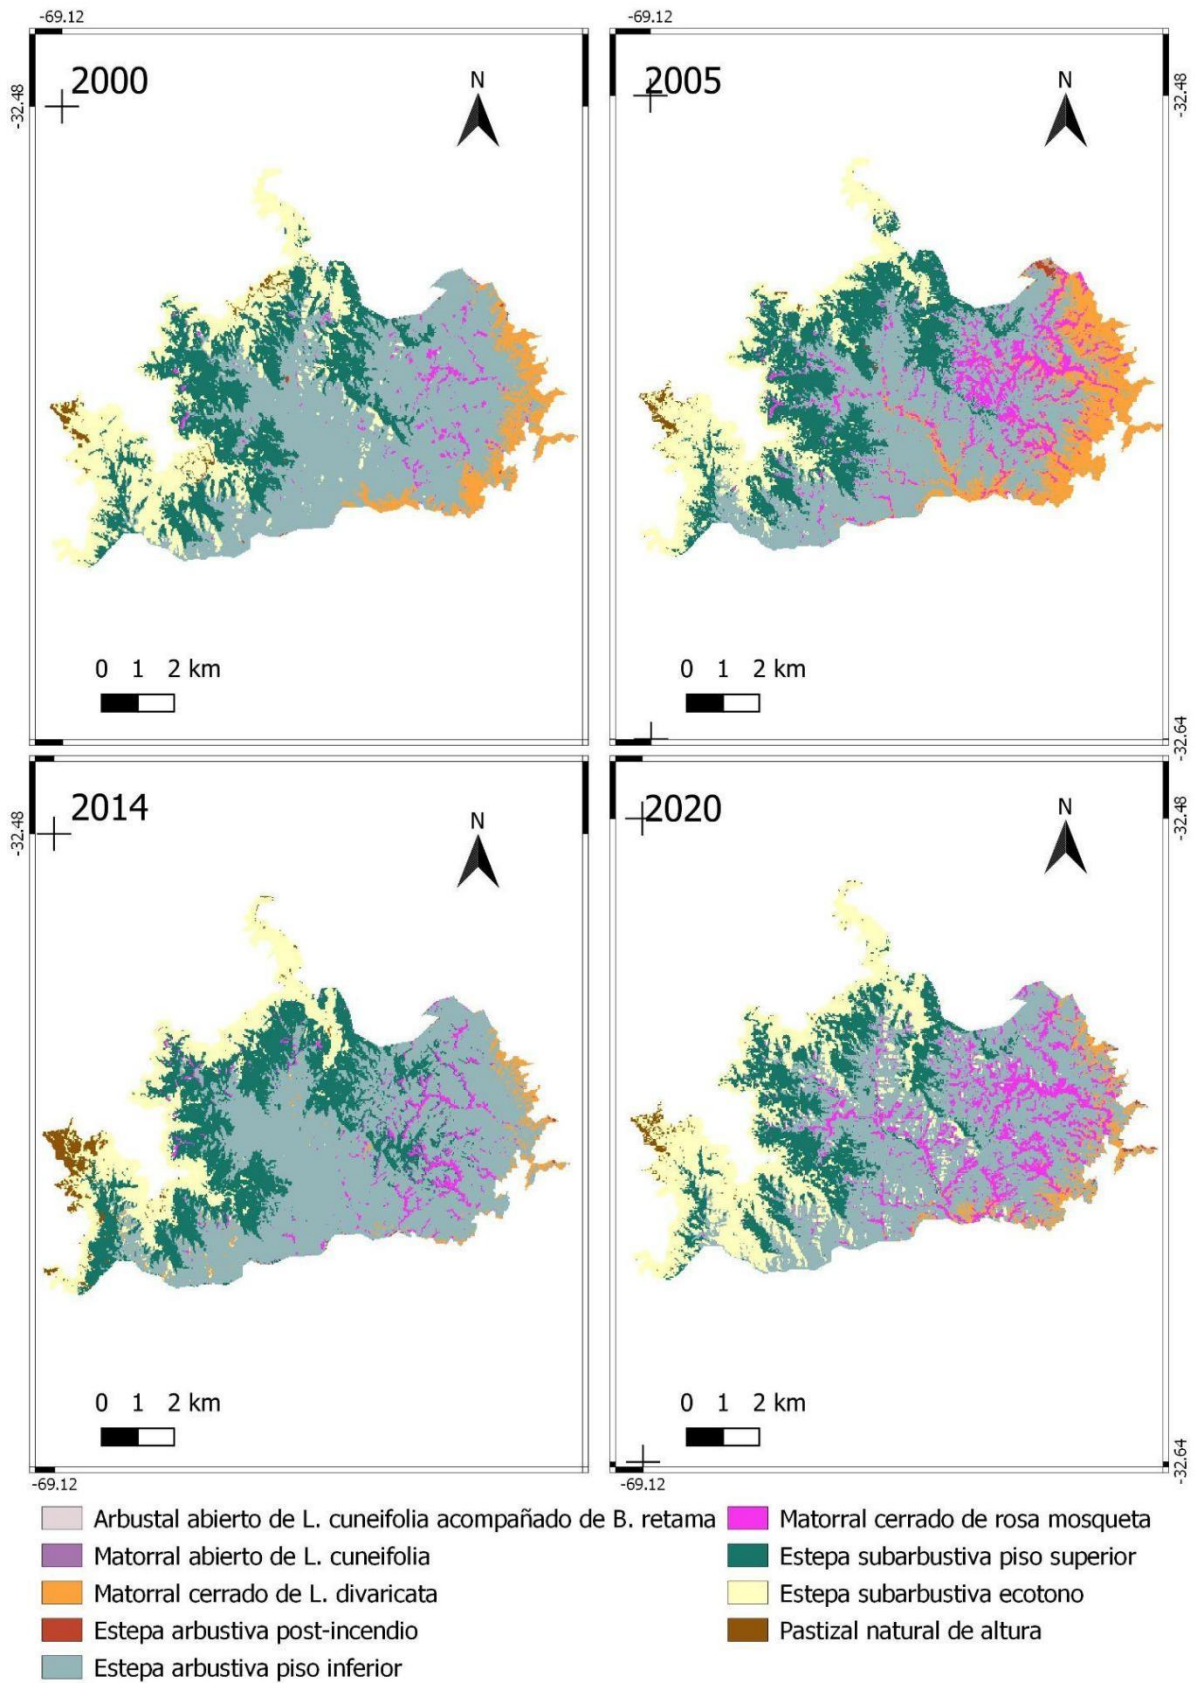 -69.12
-69.12
2000
N
-32.48
0 1 2 km
2005
N
-32.48
0 1 2 km
-32.64
2014
N
-32.48
0 1 2 km
-69.12
2020
N
-32.48
0 1 2 km
-32.64
-69.12
Arbustal abierto de L. cuneifolia acompañado de B. retama
Matorral abierto de L. cuneifolia
Matorral cerrado de L. divaricata
Estepa arbustiva post-incendio
Estepa arbustiva piso inferior
Matorral cerrado de rosa mosqueta
Estepa subarbustiva piso superior
Estepa subarbustiva ecotono
Pastizal natural de altura